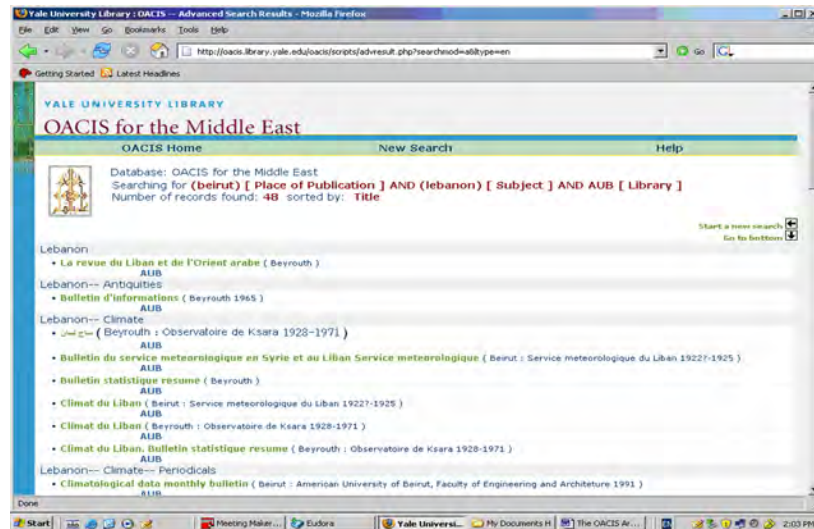 Yale University Library : OACIS -- Advanced Search Results - Mozilla Firefox
File Edit View Go Bookmarks Tools Help
http://oacis.library.yale.edu/oacis/scripts/advresult.php?searchmod=a6&type=en Go
Getting Started Latest Headlines
YALE UNIVERSITY LIBRARY
OACIS for the Middle East
OACIS Home New Search Help
Database: OACIS for the Middle East
Searching for (beirut) [ Place of Publication ] AND (lebanon) [ Subject ] AND AUB [ Library ]
Number of records found: 48 sorted by: Title
Start a new search
Go to bottom
Lebanon
• La revue du Liban et de l'Orient arabe ( Beyrouth )
AUB
Lebanon-- Antiquities
• Bulletin d'informations ( Beyrouth 1965 )
AUB
Lebanon-- Climate
• ( Beyrouth : Observatoire de Ksara 1928-1971 )
AUB
• Bulletin du service meteorologique en Syrie et au Liban Service meteorologique ( Beirut : Service meteorologique du Liban 1922?-1925 )
AUB
• Bulletin statistique resume ( Beyrouth )
AUB
• Climat du Liban ( Beirut : Service meteorologique du Liban 1922?-1925 )
AUB
• Climat du Liban ( Beyrouth : Observatoire de Ksara 1928-1971 )
AUB
• Climat du Liban. Bulletin statistique resume ( Beyrouth : Observatoire de Ksara 1928-1971 )
AUB
Lebanon-- Climate-- Periodicals
• Climatological data monthly bulletin ( Beirut : American University of Beirut, Faculty of Engineering and Architeture 1991 )
AUB
Done
Start Meeting Maker... Eudora Yale Universi... My Documents H The OACIS Ar... 2:03 PM